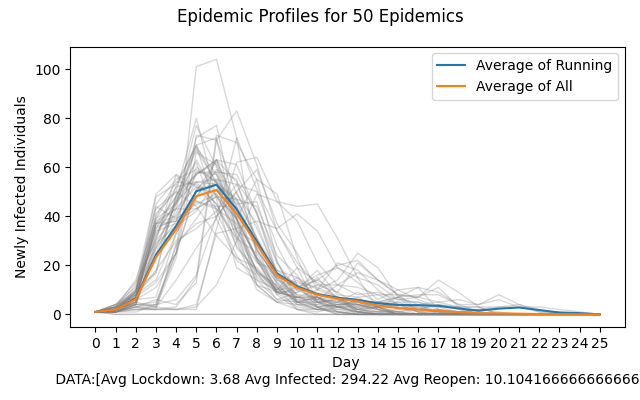 Epidemic Profiles for 50 Epidemics
Average of Running
Average of All
Newly Infected Individuals
100
80
60
40
20
0
0 1 2 3 4 5 6 7 8 9 10 11 12 13 14 15 16 17 18 19 20 21 22 23 24 25
Day
DATA:[Avg Lockdown: 3.68 Avg Infected: 294.22 Avg Reopen: 10.104166666666666